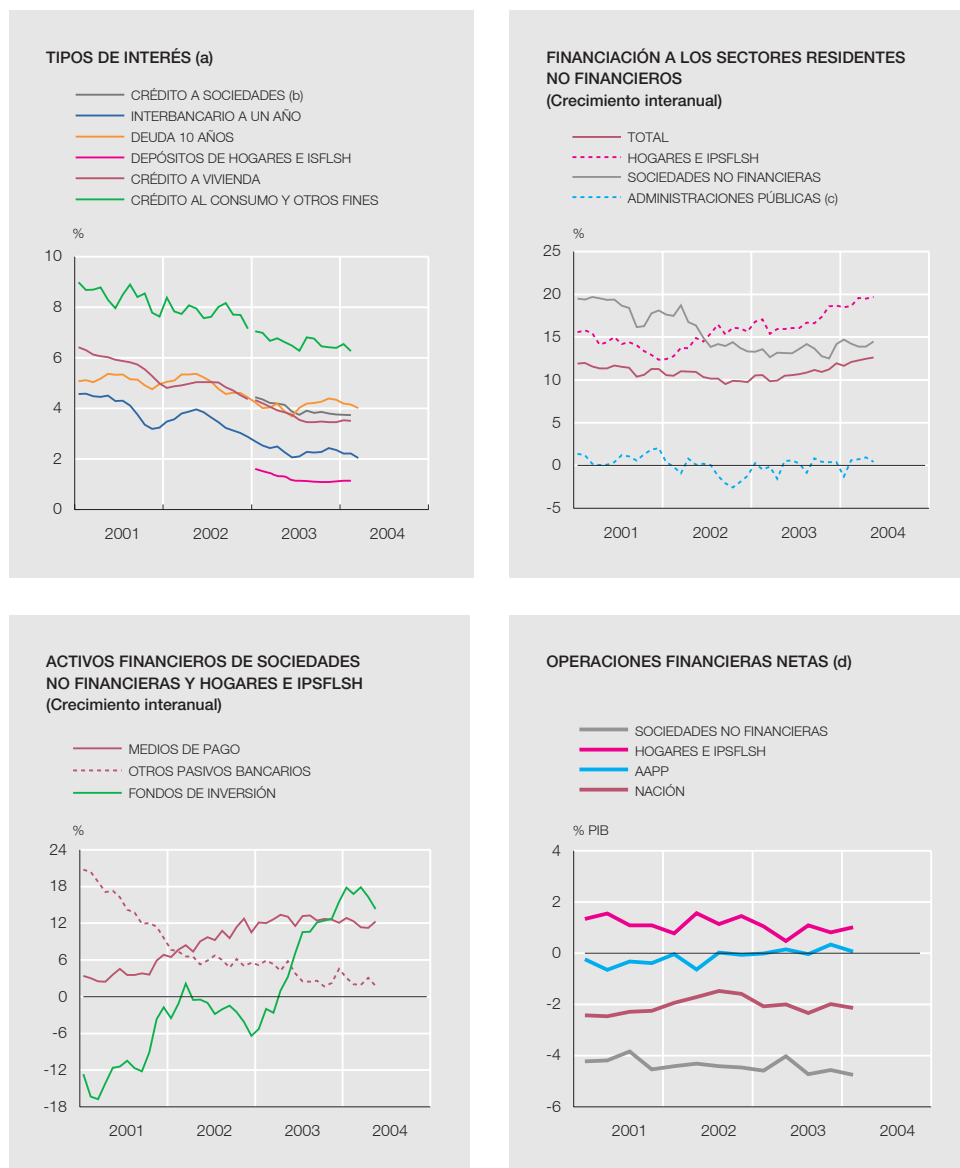 TIPOS DE INTERÉS (a)
CRÉDITO A SOCIEDADES (b)
INTERBANCARIO A UN AÑO
DEUDA 10 AÑOS
DEPÓSITOS DE HOGARES E ISFLSH
CRÉDITO A VIVIENDA
CRÉDITO AL CONSUMO Y OTROS FINES
%
10
8
6
4
2
0
2001 2002 2003 2004
FINANCIACIÓN A LOS SECTORES RESIDENTES
NO FINANCIEROS
(Crecimiento interanual)
TOTAL
HOGARES E IPSFLSH
SOCIEDADES NO FINANCIERAS
ADMINISTRACIONES PÚBLICAS (c)
%
25
20
15
10
5
0
-5
2001 2002 2003 2004
ACTIVOS FINANCIEROS DE SOCIEDADES
NO FINANCIERAS Y HOGARES E IPSFLSH
(Crecimiento interanual)
MEDIOS DE PAGO
OTROS PASIVOS BANCARIOS
FONDOS DE INVERSIÓN
%
24
18
12
6
0
-6
-12
-18
2001 2002 2003 2004
OPERACIONES FINANCIERAS NETAS (d)
SOCIEDADES NO FINANCIERAS
HOGARES E IPSFLSH
AAPP
NACIÓN
% PIB
4
2
0
-2
-4
-6
2001 2002 2003 2004